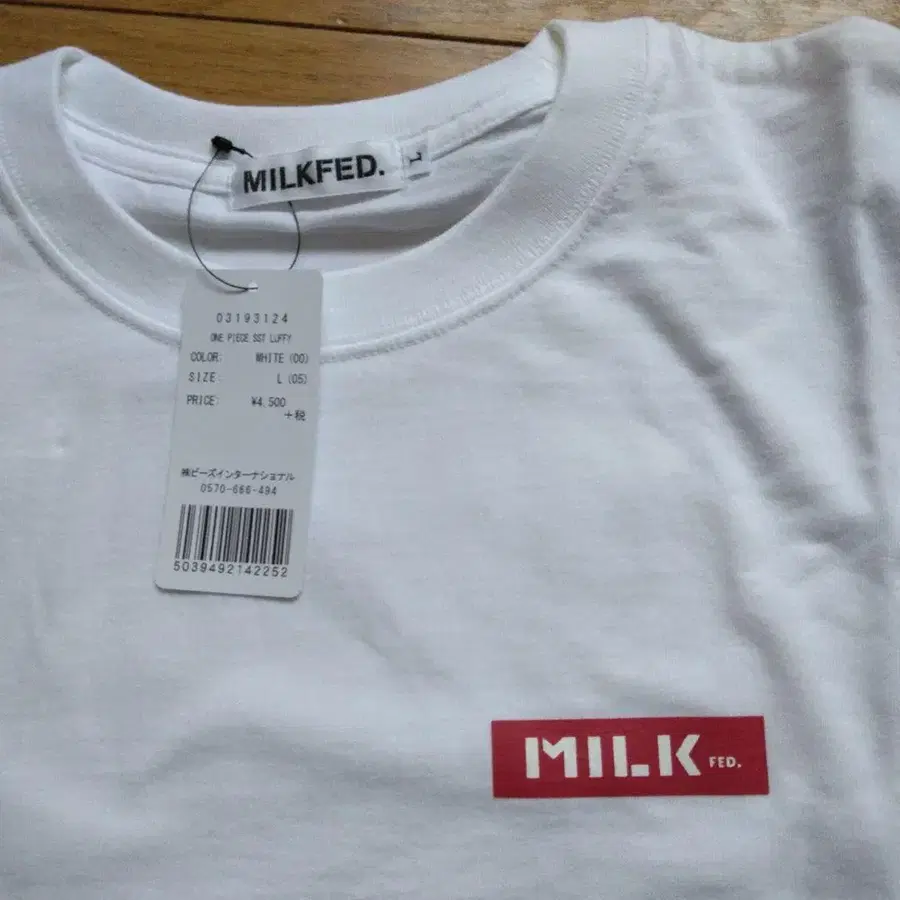 MILKFED.
L
03193124
ONE PIECE SST LUFFY
COLOR: WHITE (00)
SIZE: L (05)
PRICE: ¥4,500
+税
㈱ビーズインターナショナル
0570-666-494
5039492142252
MILK FED.